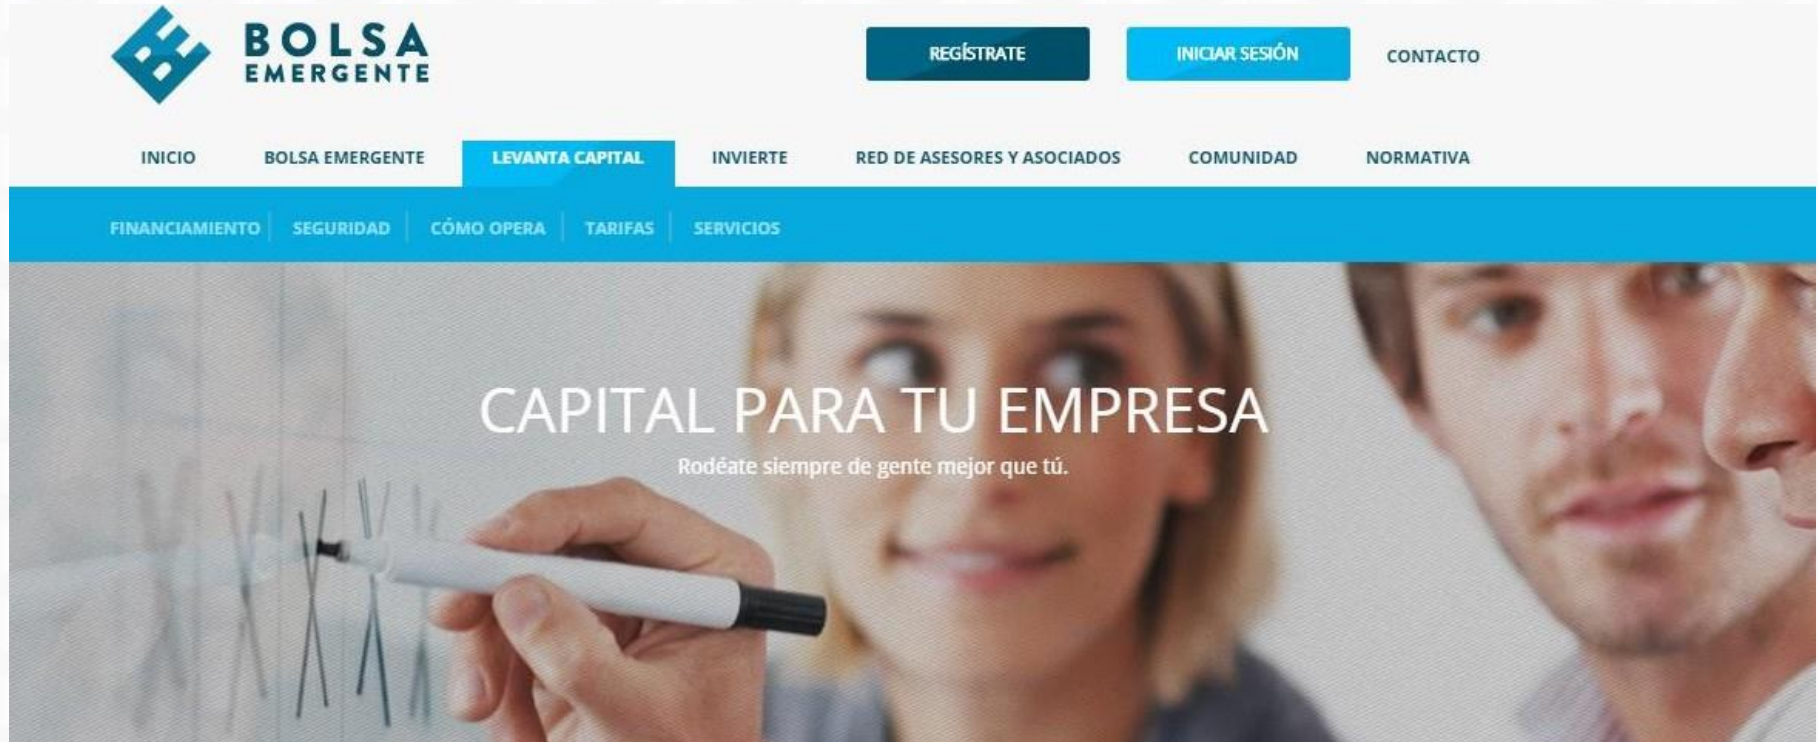 BOLSA
EMERGENTE
REGÍSTRATE
INICIAR SESIÓN
CONTACTO
INICIO
BOLSA EMERGENTE
LEVANTA CAPITAL
INVIERTE
RED DE ASESORES Y ASOCIADOS
COMUNIDAD
NORMATIVA
FINANCIAMIENTO
SEGURIDAD
CÓMO OPERA
TARIFAS
SERVICIOS
CAPITAL PARA TU EMPRESA
Rodéate siempre de gente mejor que tú.